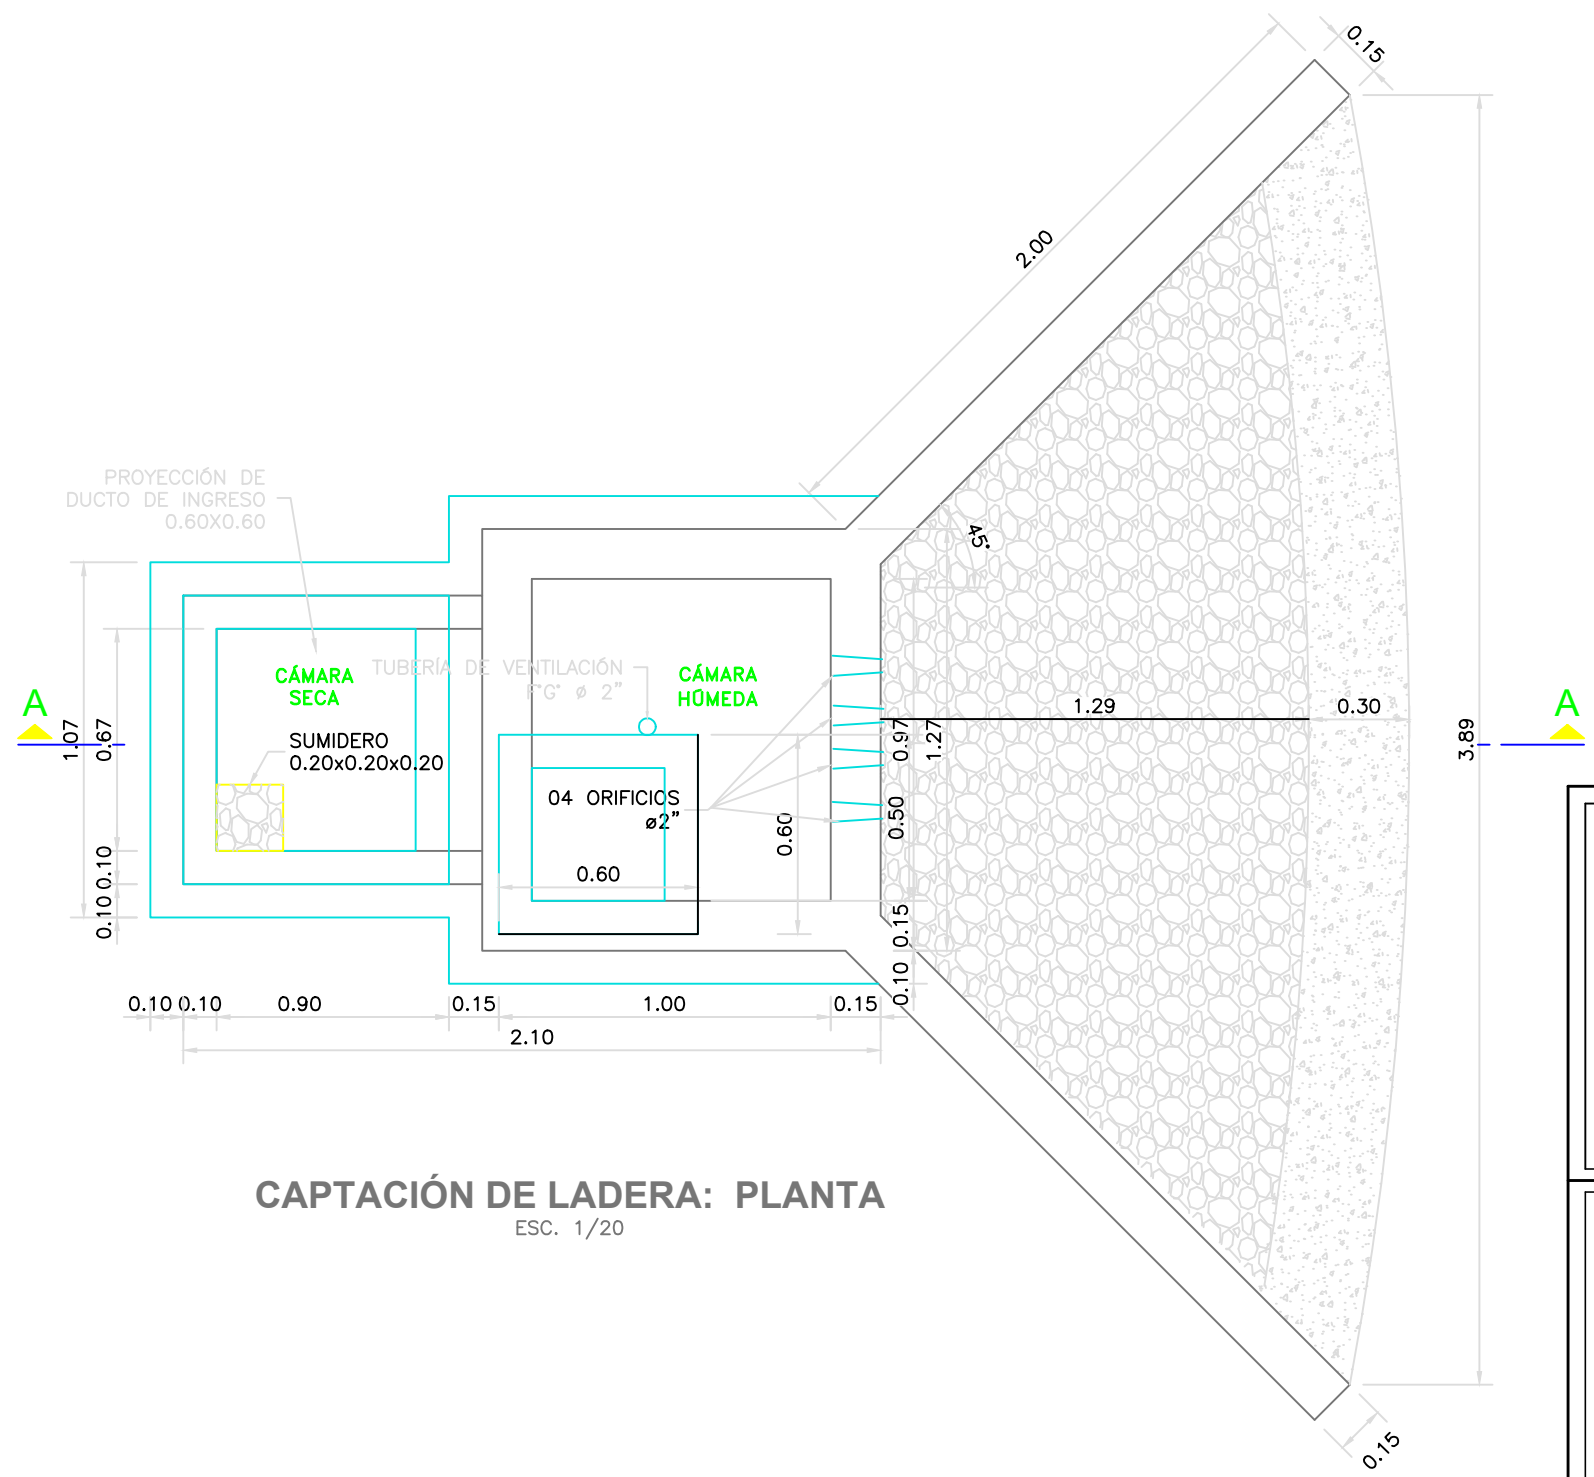 0.15
2.00
PROYECCIÓN DE
DUCTO DE INGRESO
0.60X0.60
45°
CÁMARA
SECA
TUBERÍA DE VENTILACIÓN
F°G° ø 2”
CÁMARA
HÚMEDA
A
1.07
0.67
SUMIDERO
0.20x0.20x0.20
1.29
0.30
0.97
1.27
3.89
A
04 ORIFICIOS
ø2”
0.60
0.50
0.60
0.10
0.10
0.15
0.10
0.10
0.10
0.90
0.15
1.00
0.15
2.10
CAPTACIÓN DE LADERA: PLANTA
ESC. 1/20
0.15